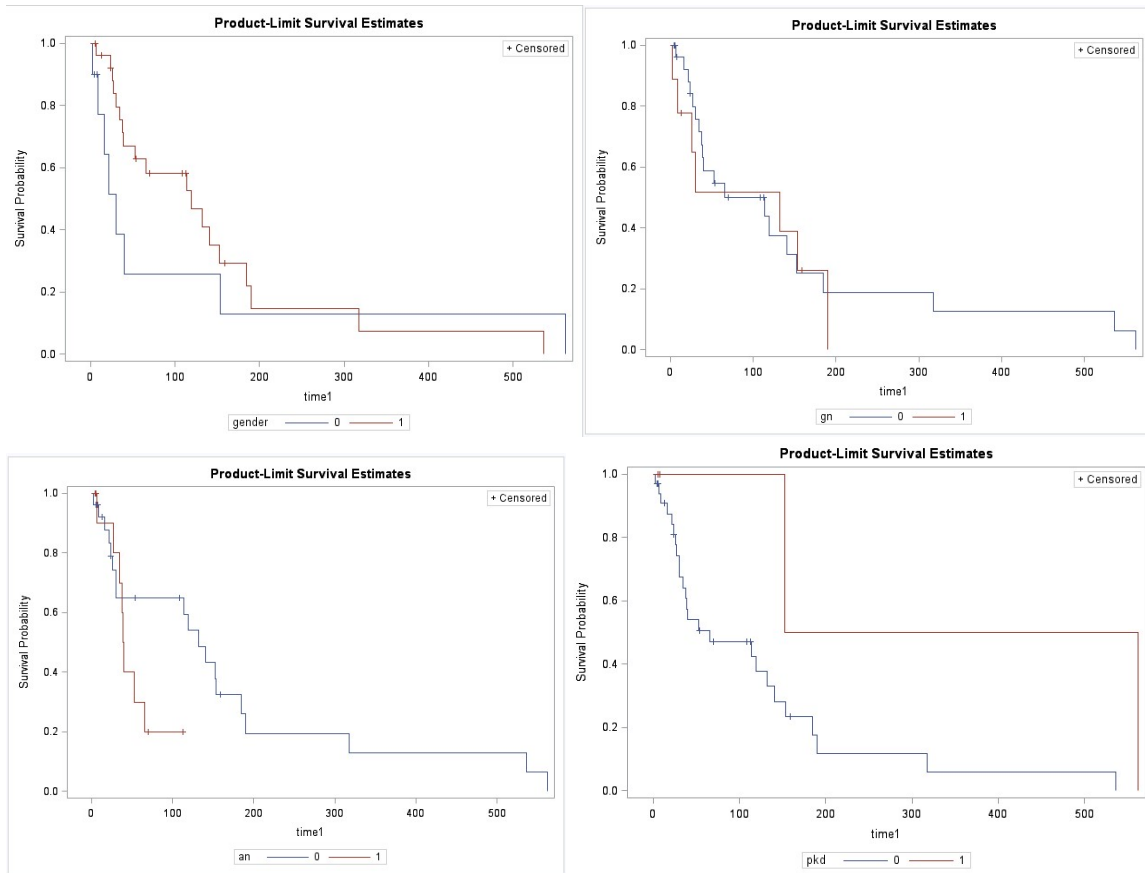 Product-Limit Survival Estimates
+ Censored
1.0
0.8
0.6
0.4
0.2
0.0
Survival Probability
0 100 200 300 400 500
time1
gender 0 1
Product-Limit Survival Estimates
+ Censored
1.0
0.8
0.6
0.4
0.2
0.0
Survival Probability
0 100 200 300 400 500
time1
gn 0 1
Product-Limit Survival Estimates
+ Censored
1.0
0.8
0.6
0.4
0.2
0.0
Survival Probability
0 100 200 300 400 500
time1
an 0 1
Product-Limit Survival Estimates
+ Censored
1.0
0.8
0.6
0.4
0.2
0.0
Survival Probability
0 100 200 300 400 500
time1
pkd 0 1